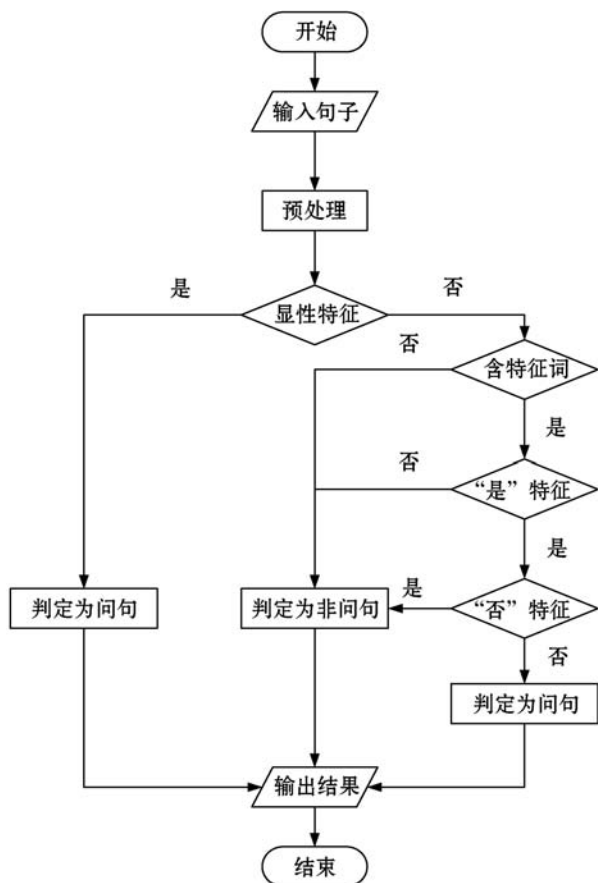 开始
输入句子
预处理
是
否
显性特征
否
含特征词
是
否
“是”特征
是
判定为问句
判定为非问句
是
“否”特征
否
判定为问句
输出结果
结束